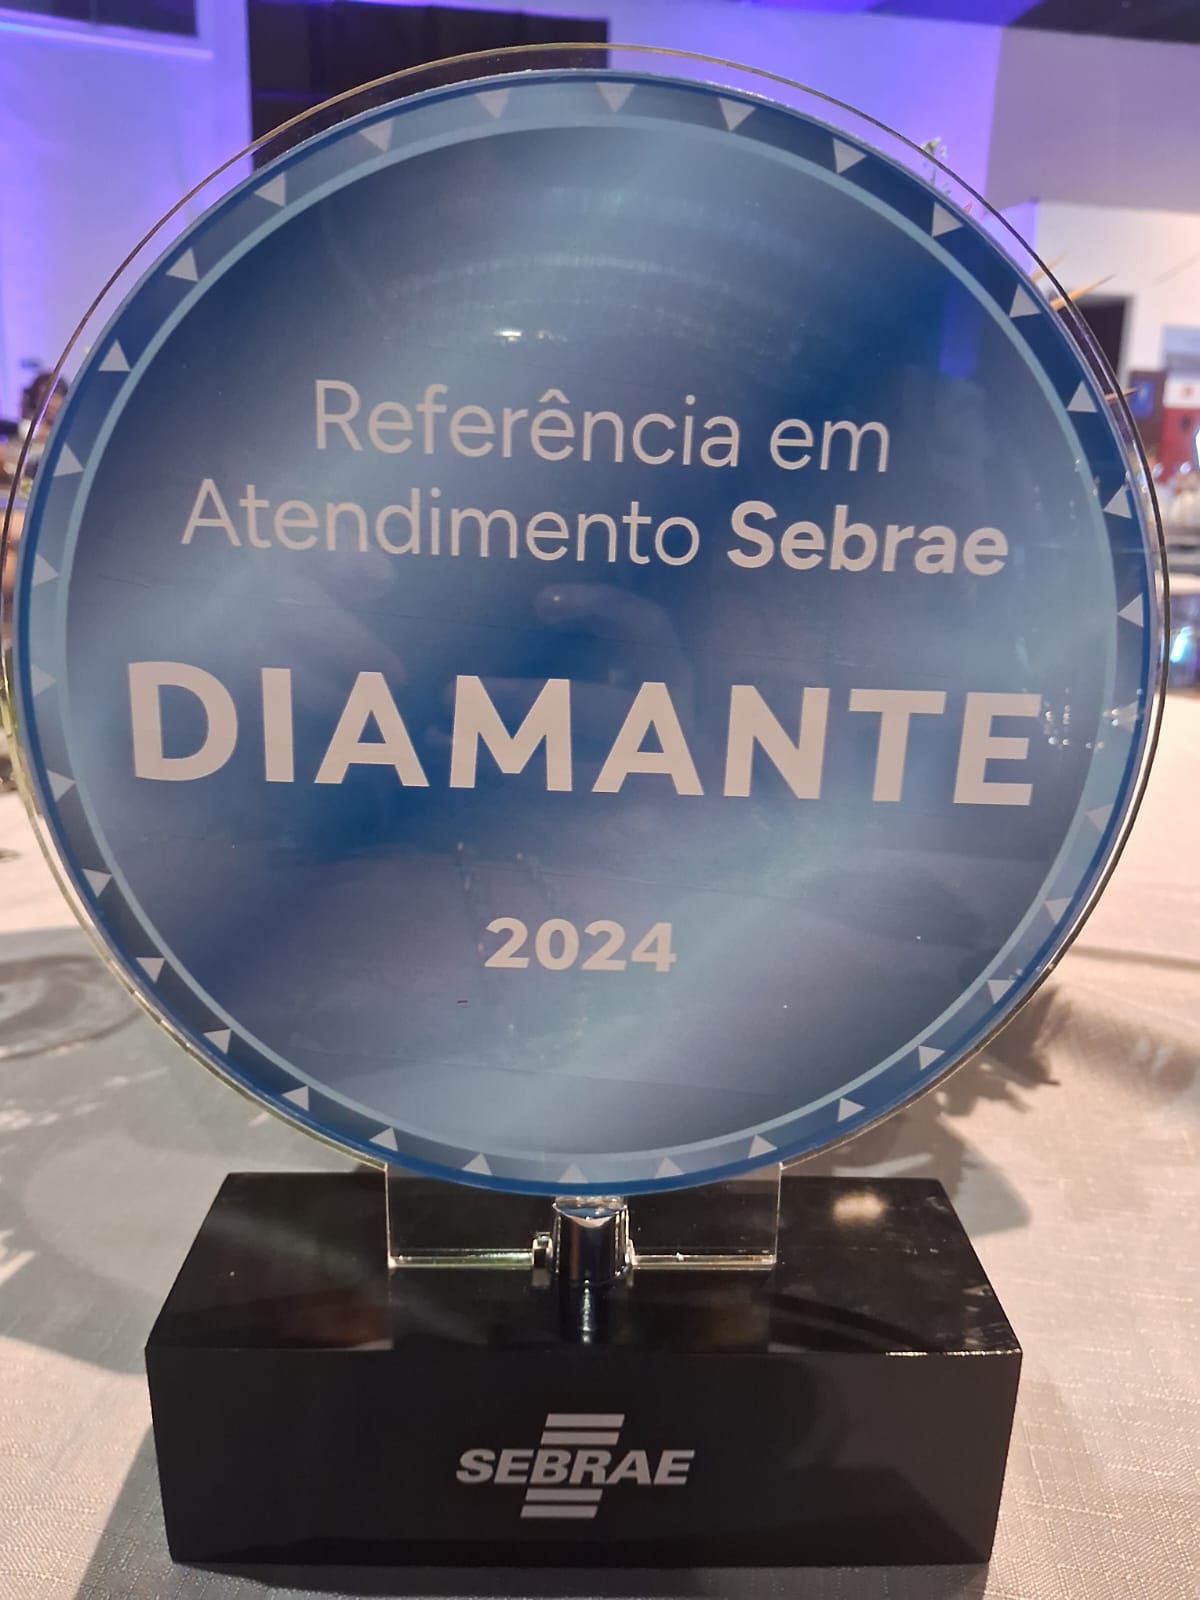 Referência em
Atendimento Sebrae
DIAMANTE
2024
SEBRAE